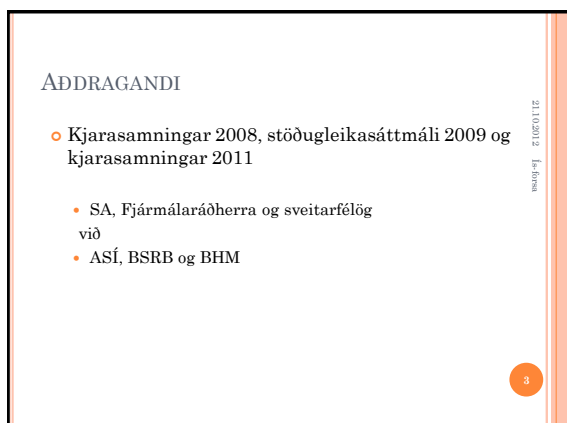 AÐDRAGANDI
Kjarasamningar 2008, stöðugleikasáttmáli 2009 og
kjarasamningar 2011
SA, Fjármálaráðherra og sveitarfélög
við
ASÍ, BSRB og BHM
21.10.2012 Ís-forsa
3